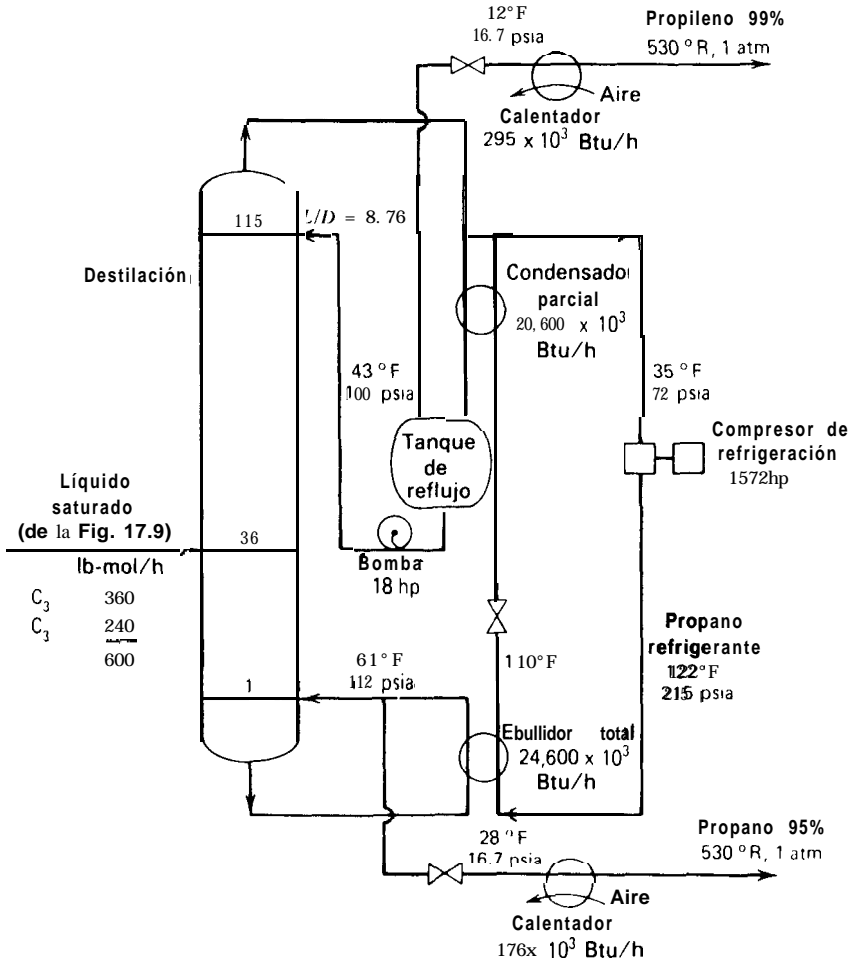 12°F
16.7 psia
Propileno 99%
530 °R, 1 atm
Aire
Calentador
295 x 10³ Btu/h
115
L/D = 8.76
Destilación
Condensador
parcial
20,600 x 10³
Btu/h
43 °F
100 psia
35 °F
72 psia
Tanque
de
reflujo
Compresor de
refrigeración
1572hp
Líquido
saturado
(de la Fig. 17.9)
36
lb-mol/h
C₃ 360
C₃ 240
600
Bomba
18 hp
Propano
refrigerante
122°F
215 psia
110°F
61°F
112 psia
1
Ebullidor total
24,600 x 10³
Btu/h
28 °F
16.7 psia
Propano 95%
530 °R, 1 atm
Aire
Calentador
176x 10³ Btu/h